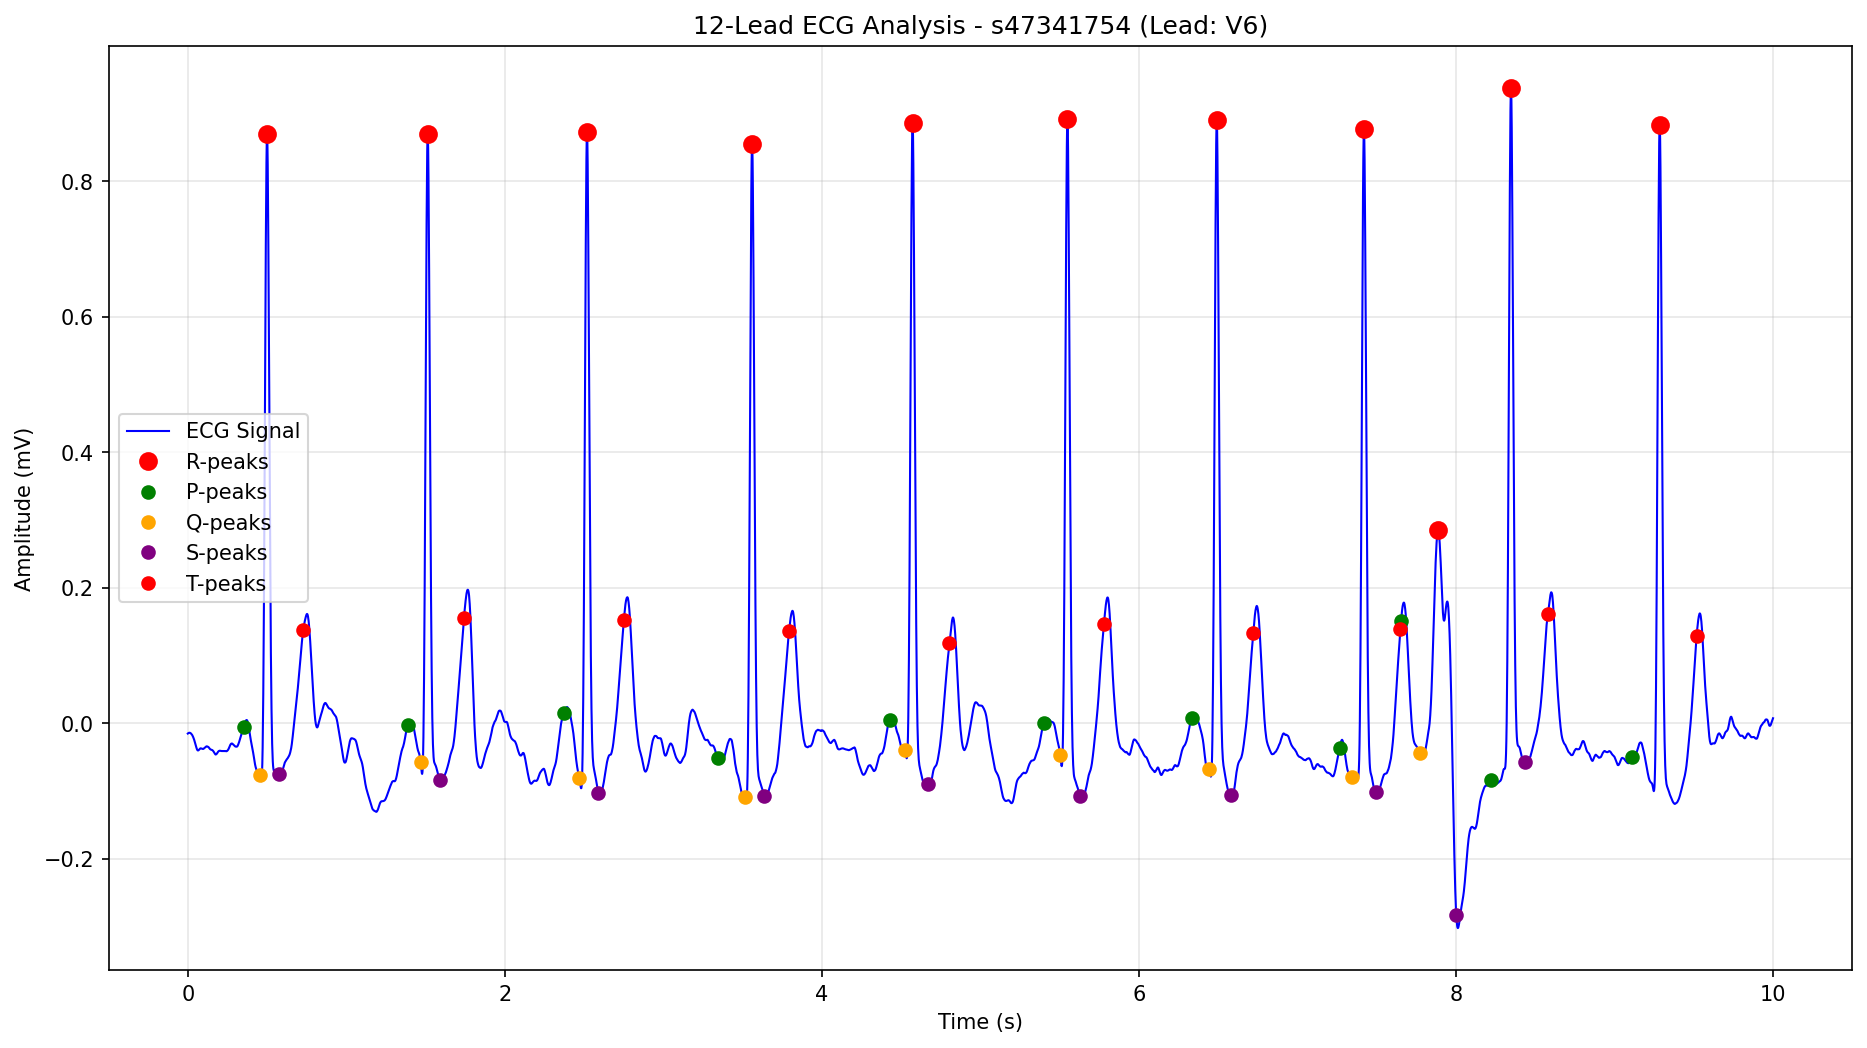 12-Lead ECG Analysis - s47341754 (Lead: V6)
Amplitude (mV)
0.8
0.6
0.4
0.2
0.0
−0.2
ECG Signal
R-peaks
P-peaks
Q-peaks
S-peaks
T-peaks
0 2 4 6 8 10
Time (s)